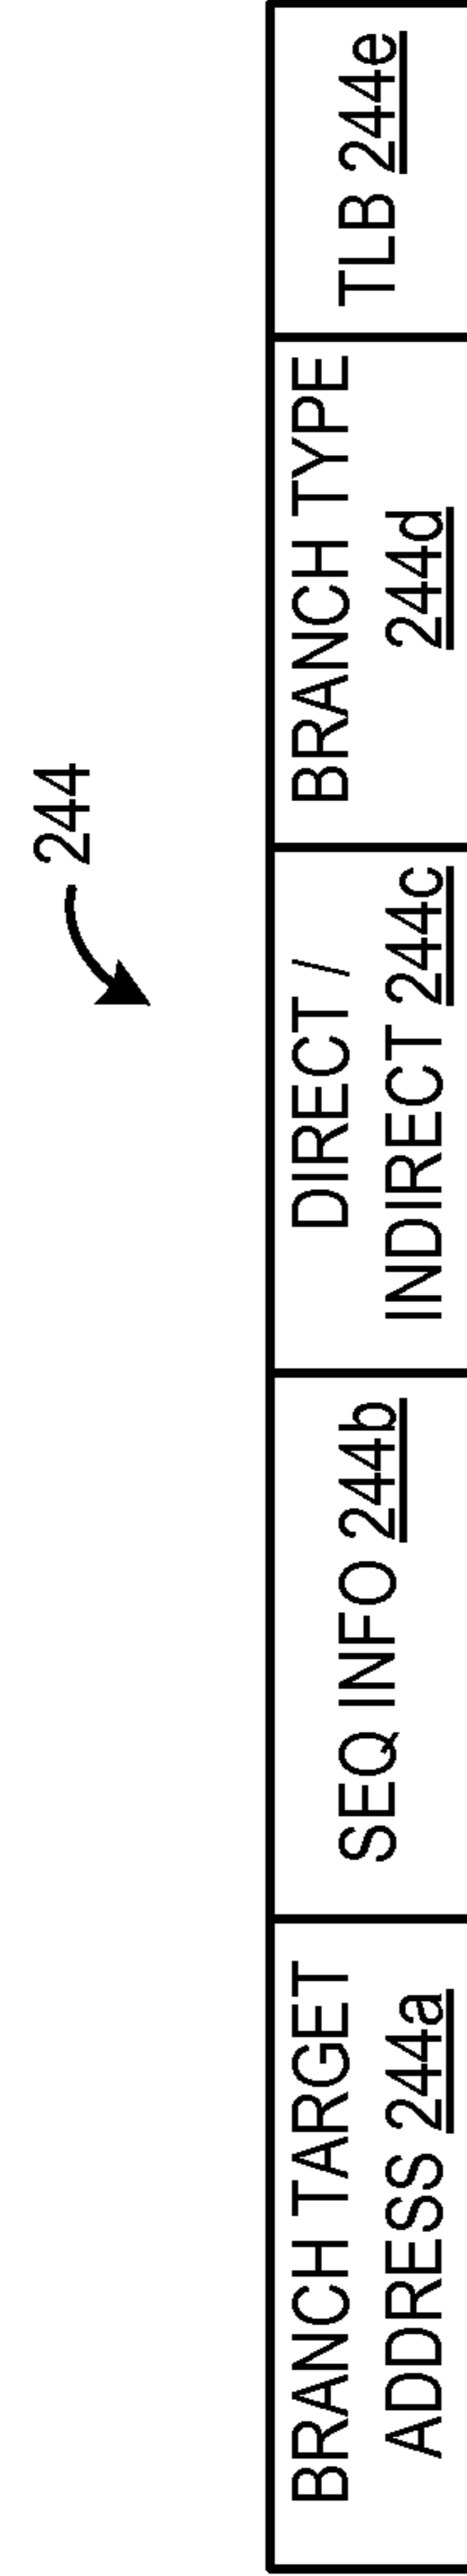 244
BRANCH TARGET
ADDRESS 244a
SEQ INFO 244b
DIRECT /
INDIRECT 244c
BRANCH TYPE
244d
TLB 244e